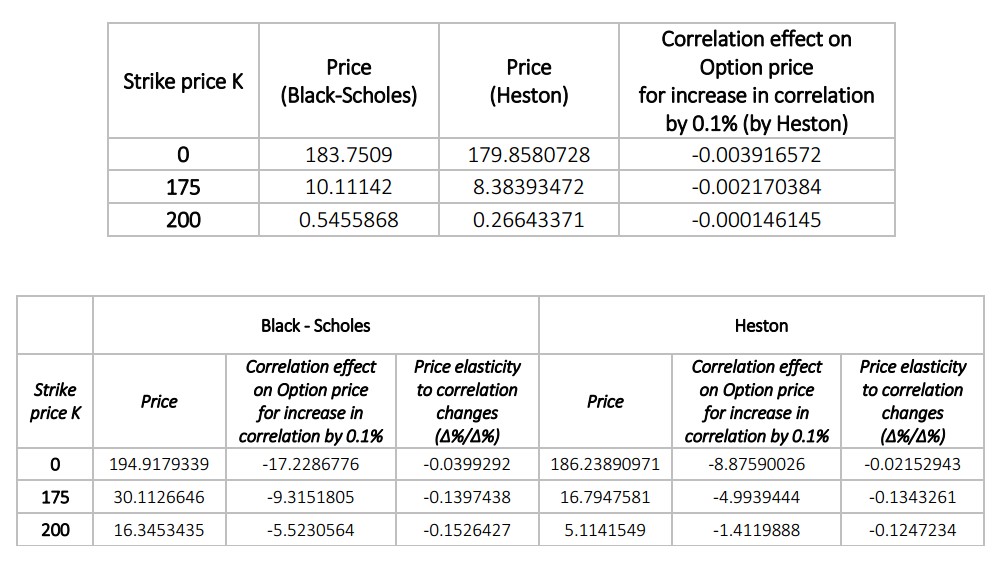 Strike price K
Price
(Black-Scholes)
Price
(Heston)
Correlation effect on
Option price
for increase in correlation
by 0.1% (by Heston)
0 183.7509 179.8580728 -0.003916572
175 10.11142 8.38393472 -0.002170384
200 0.5455868 0.26643371 -0.000146145
Black - Scholes Heston
Strike
price K
Price
Correlation effect
on Option price
for increase in
correlation by 0.1%
Price elasticity
to correlation
changes
(Δ%/Δ%)
Price
Correlation effect
on Option price
for increase in
correlation by 0.1%
Price elasticity
to correlation
changes
(Δ%/Δ%)
0 194.9179339 -17.2286776 -0.0399292 186.23890971 -8.87590026 -0.02152943
175 30.1126646 -9.3151805 -0.1397438 16.7947581 -4.9939444 -0.1343261
200 16.3453435 -5.5230564 -0.1526427 5.1141549 -1.4119888 -0.1247234